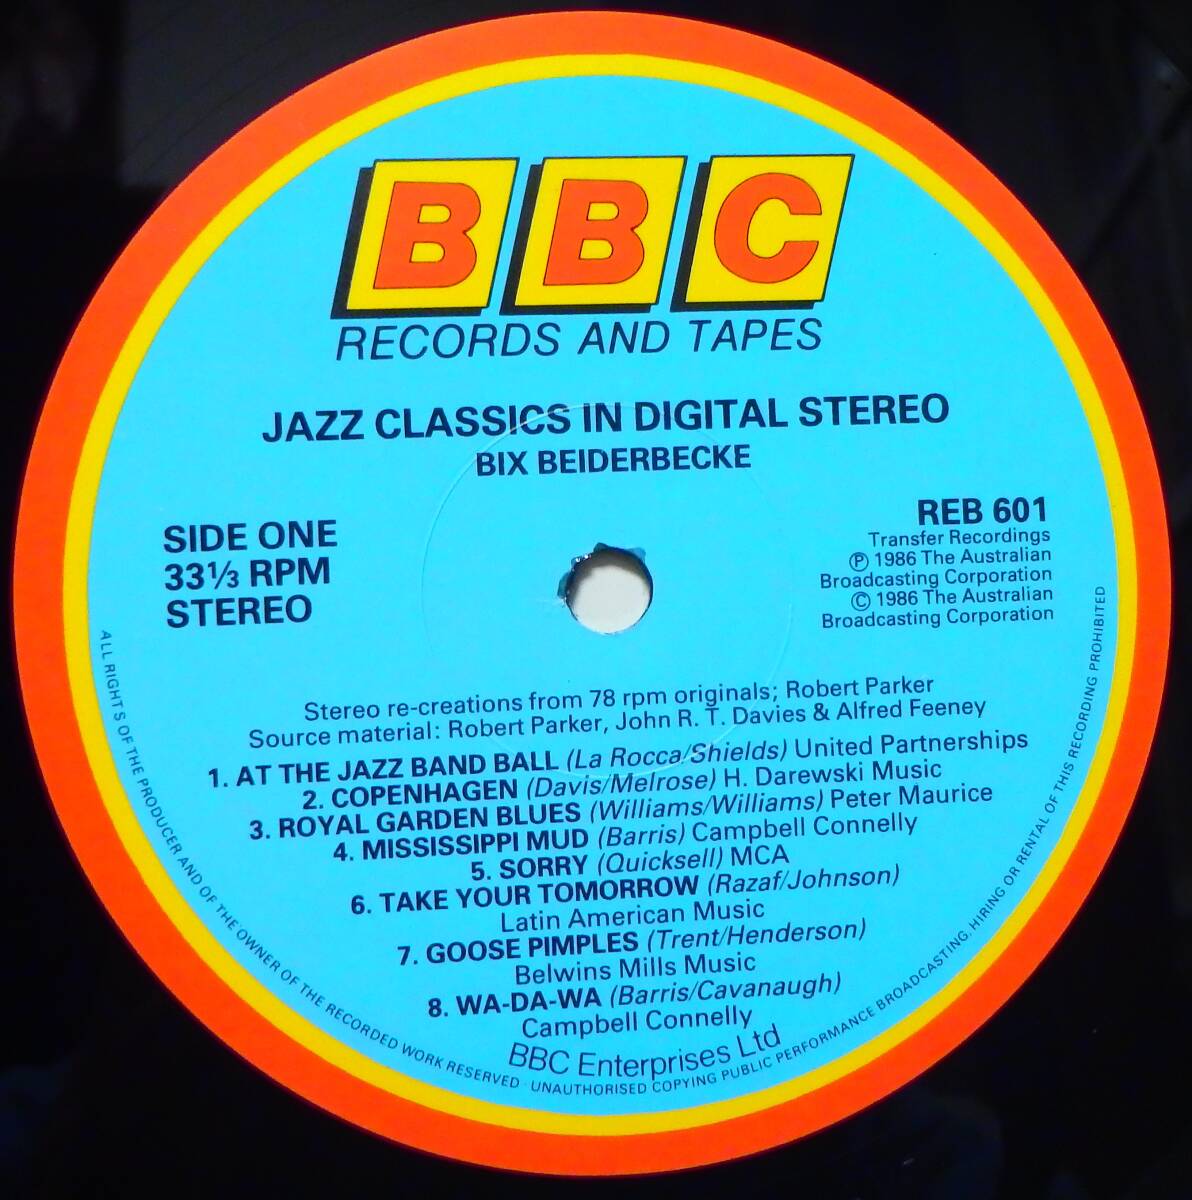 BBC
RECORDS AND TAPES
JAZZ CLASSICS IN DIGITAL STEREO
BIX BEIDERBECKE
SIDE ONE
33⅓ RPM
STEREO
REB 601
Transfer Recordings
Ⓟ 1986 The Australian
Broadcasting Corporation
© 1986 The Australian
Broadcasting Corporation
Stereo re-creations from 78 rpm originals; Robert Parker
Source material: Robert Parker, John R. T. Davies & Alfred Feeney
1. AT THE JAZZ BAND BALL (La Rocca/Shields) United Partnerships
2. COPENHAGEN (Davis/Melrose) H. Darewski Music
3. ROYAL GARDEN BLUES (Williams/Williams) Peter Maurice
4. MISSISSIPPI MUD (Barris) Campbell Connelly
5. SORRY (Quicksell) MCA
6. TAKE YOUR TOMORROW (Razaf/Johnson)
Latin American Music
7. GOOSE PIMPLES (Trent/Henderson)
Belwins Mills Music
8. WA-DA-WA (Barris/Cavanaugh)
Campbell Connelly
BBC Enterprises Ltd
ALL RIGHTS OF THE PRODUCER AND OF THE OWNER OF THE RECORDED WORK RESERVED · UNAUTHORISED COPYING PUBLIC PERFORMANCE BROADCASTING. HIRING OR RENTAL OF THIS RECORDING PROHIBITED